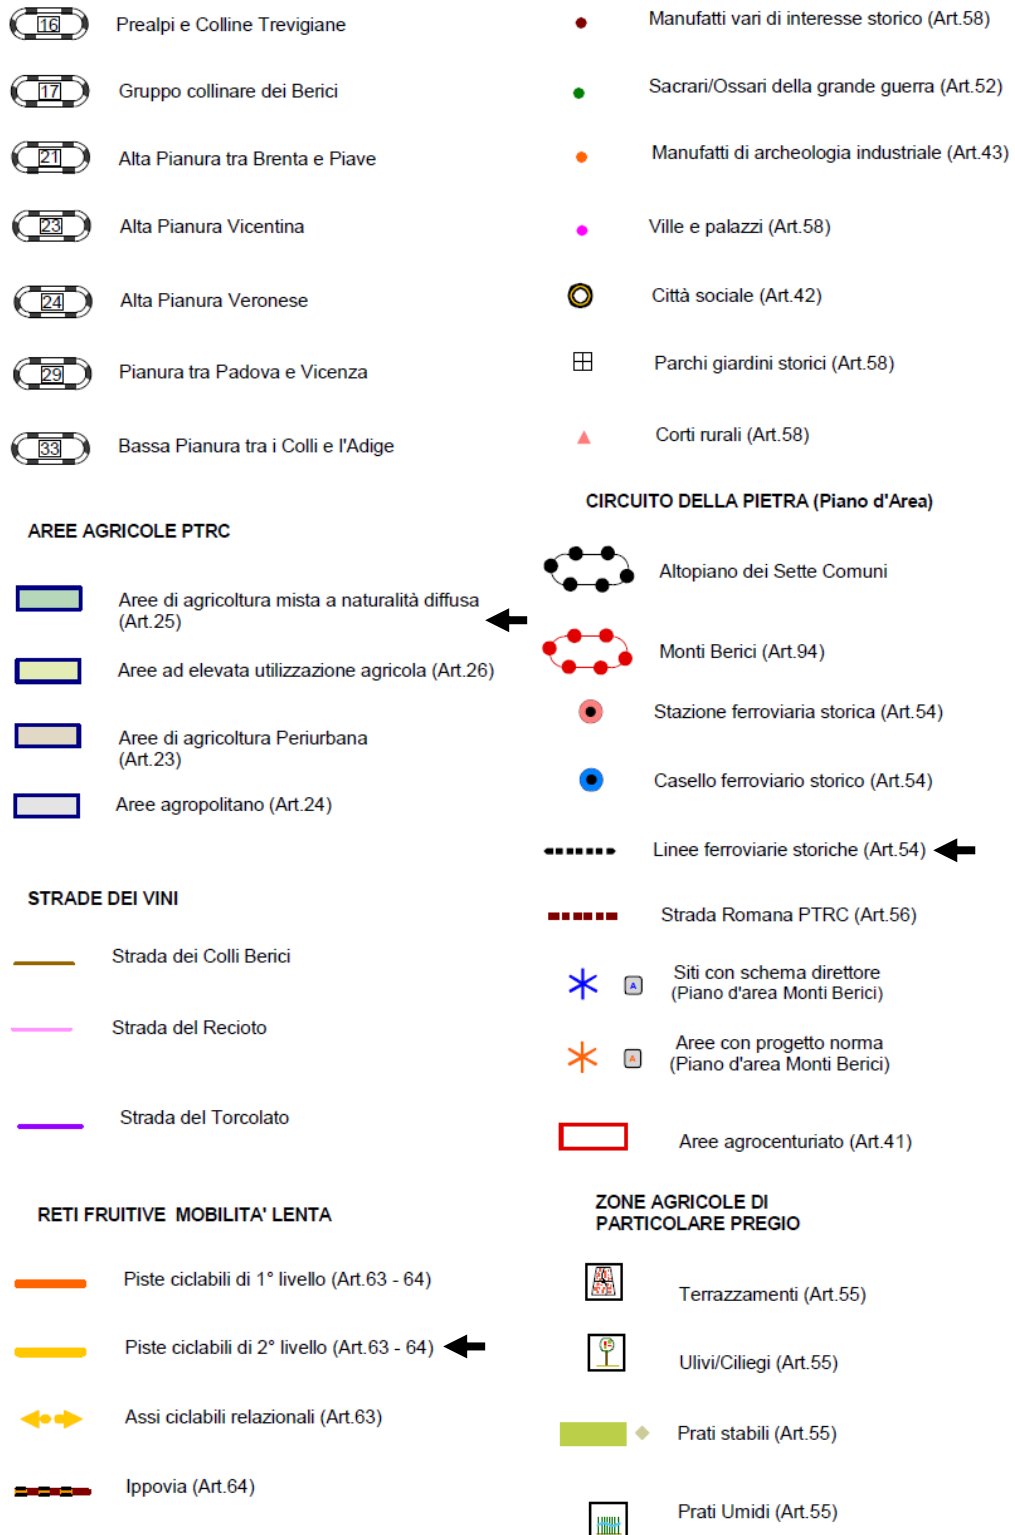 16 Prealpi e Colline Trevigiane
17 Gruppo collinare dei Berici
21 Alta Pianura tra Brenta e Piave
23 Alta Pianura Vicentina
24 Alta Pianura Veronese
29 Pianura tra Padova e Vicenza
33 Bassa Pianura tra i Colli e l'Adige
AREE AGRICOLE PTRC
Aree di agricoltura mista a naturalità diffusa
(Art.25)
Aree ad elevata utilizzazione agricola (Art.26)
Aree di agricoltura Periurbana
(Art.23)
Aree agropolitano (Art.24)
STRADE DEI VINI
Strada dei Colli Berici
Strada del Recioto
Strada del Torcolato
RETI FRUITIVE MOBILITA' LENTA
Piste ciclabili di 1° livello (Art.63 - 64)
Piste ciclabili di 2° livello (Art.63 - 64)
Assi ciclabili relazionali (Art.63)
Ippovia (Art.64)
Manufatti vari di interesse storico (Art.58)
Sacrari/Ossari della grande guerra (Art.52)
Manufatti di archeologia industriale (Art.43)
Ville e palazzi (Art.58)
Città sociale (Art.42)
Parchi giardini storici (Art.58)
Corti rurali (Art.58)
CIRCUITO DELLA PIETRA (Piano d'Area)
Altopiano dei Sette Comuni
Monti Berici (Art.94)
Stazione ferroviaria storica (Art.54)
Casello ferroviario storico (Art.54)
Linee ferroviarie storiche (Art.54)
Strada Romana PTRC (Art.56)
A Siti con schema direttore
(Piano d'area Monti Berici)
A Aree con progetto norma
(Piano d'area Monti Berici)
Aree agrocenturiato (Art.41)
ZONE AGRICOLE DI
PARTICOLARE PREGIO
Terrazzamenti (Art.55)
Ulivi/Ciliegi (Art.55)
Prati stabili (Art.55)
Prati Umidi (Art.55)